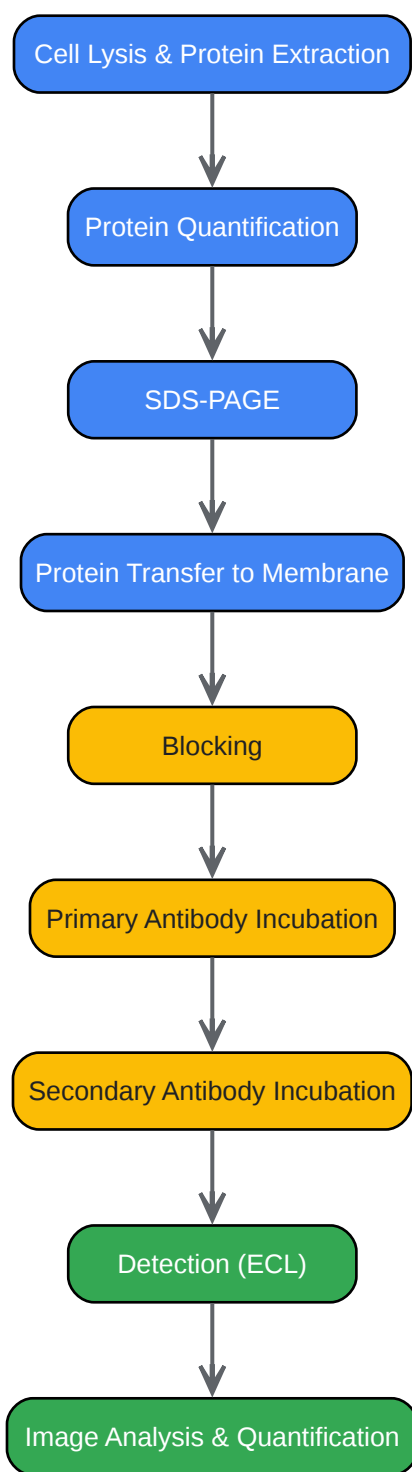 Cell Lysis & Protein Extraction
Protein Quantification
SDS-PAGE
Protein Transfer to Membrane
Blocking
Primary Antibody Incubation
Secondary Antibody Incubation
Detection (ECL)
Image Analysis & Quantification